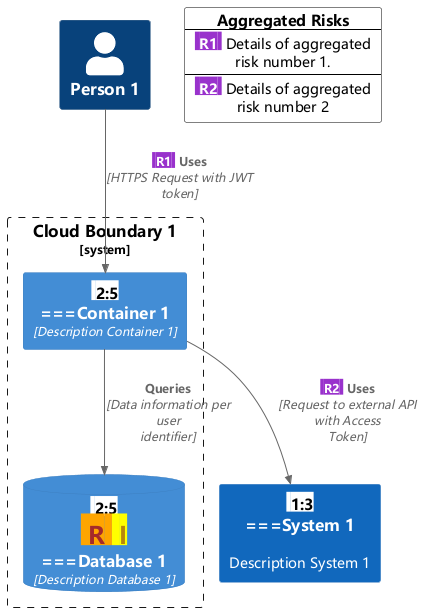 Aggregated Risks
R1 Details of aggregated
risk number 1.
R2 Details of aggregated
risk number 2
Person 1
R1 Uses
[HTTPS Request with JWT
token]
Cloud Boundary 1
[system]
2:5
===Container 1
[Description Container 1]
Queries
[Data information per
user
identifier]
R2 Uses
[Request to external API
with Access
Token]
2:5
R I
===Database 1
[Description Database 1]
1:3
===System 1
Description System 1